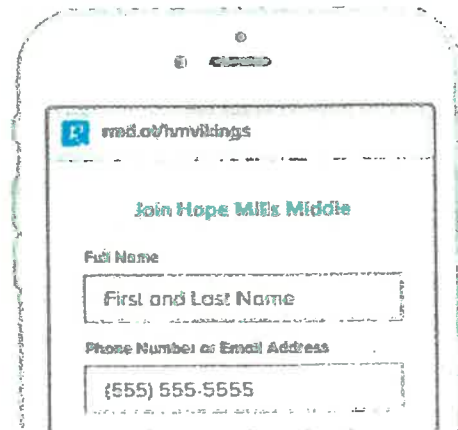 rmd.at/hmvikings
Join Hope Mills Middle
Full Name
First and Last Name
Phone Number or Email Address
(555) 555-5555